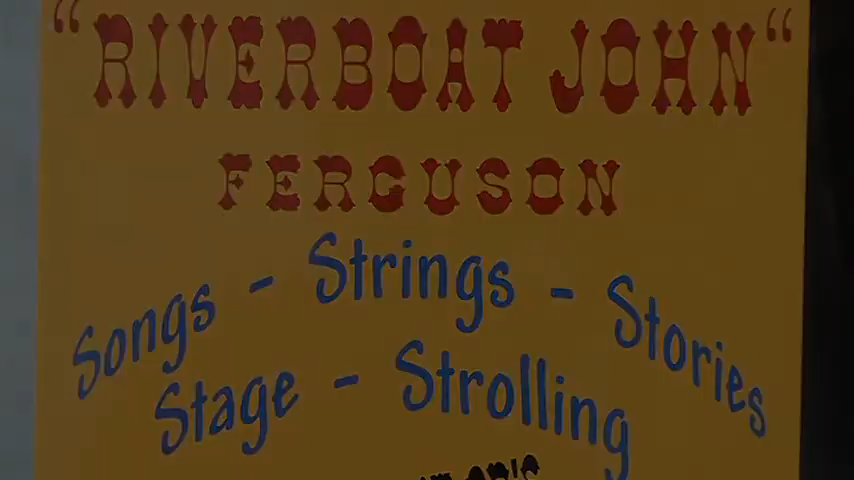 “RIVERBOAT JOHN“
FERGUSON
Songs - Strings - Stories
Stage - Strolling